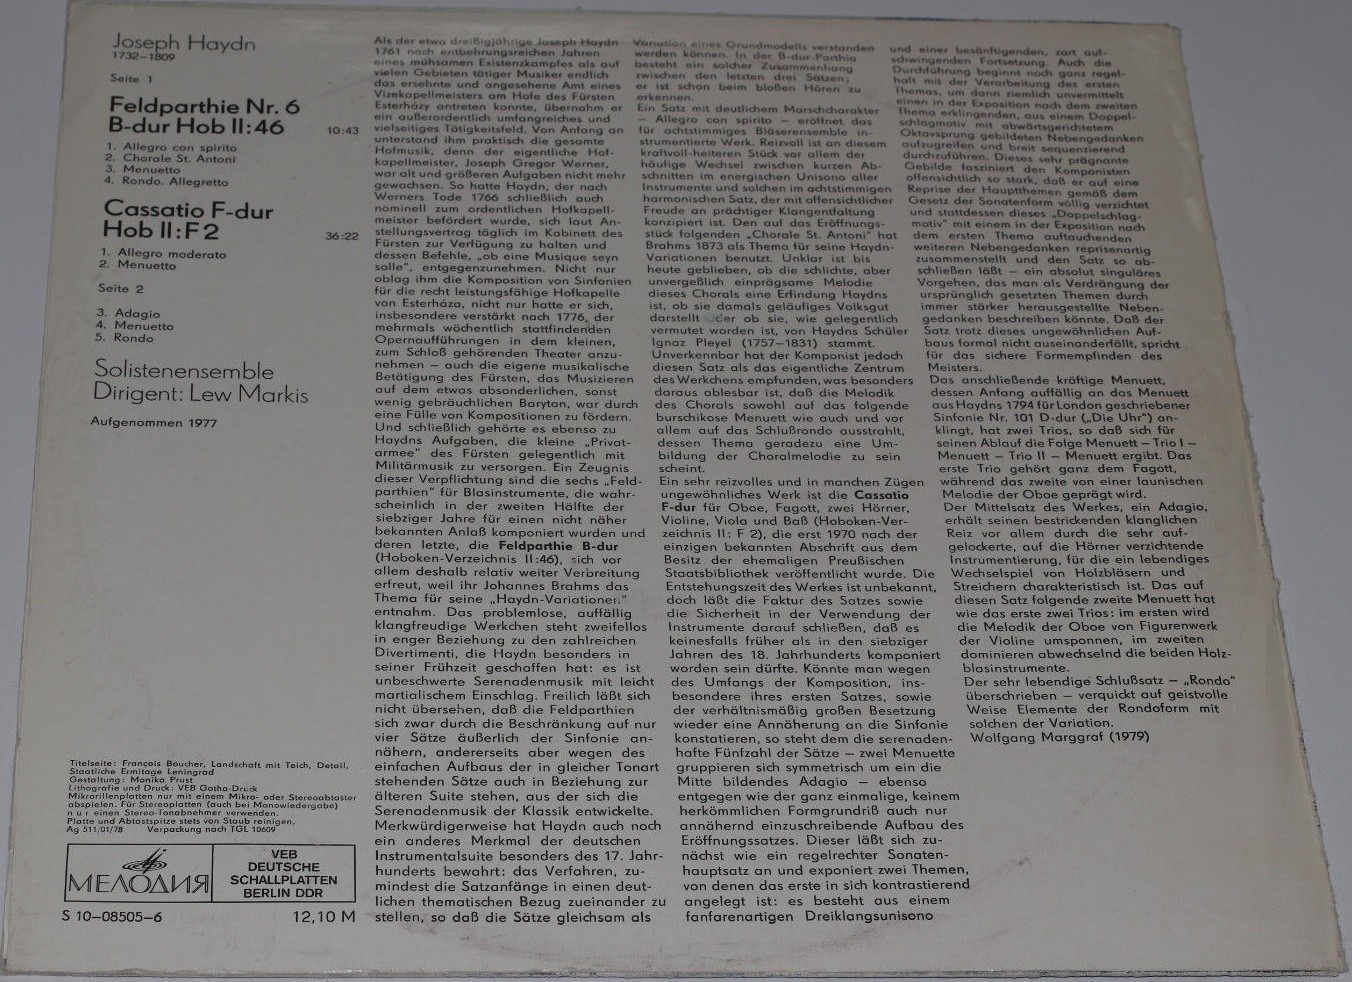 Joseph Haydn
1732–1809
Seite 1
Feldparthie Nr. 6
B-dur Hob II:46 10:43
1. Allegro con spirito
2. Chorale St. Antoni
3. Menuetto
4. Rondo. Allegretto
Cassatio F-dur
Hob II:F 2 36:22
1. Allegro moderato
2. Menuetto
Seite 2
3. Adagio
4. Menuetto
5. Rondo
Solistenensemble
Dirigent: Lew Markis
Aufgenommen 1977
Titelseite: François Boucher, Landschaft mit Teich, Detail,
Staatliche Ermitage Leningrad
Gestaltung: Monika Prust
Lithografie und Druck: VEB Gotha-Druck
Mikrorillenplatten nur mit einem Mikro- oder Stereoabtaster
abspielen. Für Stereoplatten (auch bei Monowiedergabe)
nur einen Stereo-Tonabnehmer verwenden.
Platte und Abtastspitze stets von Staub reinigen.
Ag 511/01/78 Verpackung nach TGL 10609
МЕЛОДИЯ
VEB
DEUTSCHE
SCHALLPLATTEN
BERLIN DDR
S 10–08505–6 12,10 M
Als der etwa dreißigjährige Joseph Haydn
1761 nach entbehrungsreichen Jahren
eines mühsamen Existenzkampfes als auf
vielen Gebieten tätiger Musiker endlich
das ersehnte und angesehene Amt eines
Vizekapellmeisters am Hofe des Fürsten
Esterházy antreten konnte, übernahm er
ein außerordentlich umfangreiches und
vielseitiges Tätigkeitsfeld. Von Anfang an
unterstand ihm praktisch die gesamte
Hofmusik, denn der eigentliche Hof-
kapellmeister, Joseph Gregor Werner,
war alt und größeren Aufgaben nicht mehr
gewachsen. So hatte Haydn, der nach
Werners Tode 1766 schließlich auch
nominell zum ordentlichen Hofkapell-
meister befördert wurde, sich laut An-
stellungsvertrag täglich im Kabinett des
Fürsten zur Verfügung zu halten und
dessen Befehle, „ob eine Musique seyn
solle“, entgegenzunehmen. Nicht nur
oblag ihm die Komposition von Sinfonien
für die recht leistungsfähige Hofkapelle
von Esterháza, nicht nur hatte er sich,
insbesondere verstärkt nach 1776, der
mehrmals wöchentlich stattfindenden
Opernaufführungen in dem kleinen,
zum Schloß gehörenden Theater anzu-
nehmen – auch die eigene musikalische
Betätigung des Fürsten, das Musizieren
auf dem etwas absonderlichen, sonst
wenig gebräuchlichen Baryton, war durch
eine Fülle von Kompositionen zu fördern.
Und schließlich gehörte es ebenso zu
Haydns Aufgaben, die kleine „Privat-
armee“ des Fürsten gelegentlich mit
Militärmusik zu versorgen. Ein Zeugnis
dieser Verpflichtung sind die sechs „Feld-
parthien“ für Blasinstrumente, die wahr-
scheinlich in der zweiten Hälfte der
siebziger Jahre für einen nicht näher
bekannten Anlaß komponiert wurden und
deren letzte, die Feldparthie B-dur
(Hoboken-Verzeichnis II:46), sich vor
allem deshalb relativ weiter Verbreitung
erfreut, weil ihr Johannes Brahms das
Thema für seine „Haydn-Variationen“
entnahm. Das problemlose, auffällig
klangfreudige Werkchen steht zweifellos
in enger Beziehung zu den zahlreichen
Divertimenti, die Haydn besonders in
seiner Frühzeit geschaffen hat: es ist
unbeschwerte Serenadenmusik mit leicht
martialischem Einschlag. Freilich läßt sich
nicht übersehen, daß die Feldparthien
sich zwar durch die Beschränkung auf nur
vier Sätze äußerlich der Sinfonie an-
nähern, andererseits aber wegen des
einfachen Aufbaus der in gleicher Tonart
stehenden Sätze auch in Beziehung zur
älteren Suite stehen, aus der sich die
Serenadenmusik der Klassik entwickelte.
Merkwürdigerweise hat Haydn auch noch
ein anderes Merkmal der deutschen
Instrumentalsuite besonders des 17. Jahr-
hunderts bewahrt: das Verfahren, zu-
mindest die Satzanfänge in einen deut-
lichen thematischen Bezug zueinander zu
stellen, so daß die Sätze gleichsam als
Variation eines Grundmodells verstanden
werden können. In der B-dur-Parthia
besteht ein solcher Zusammenhang
zwischen den letzten drei Sätzen;
er ist schon beim bloßen Hören zu
erkennen.
Ein Satz mit deutlichem Marschcharakter
– Allegro con spirito – eröffnet das
für achtstimmiges Bläserensemble in-
strumentierte Werk. Reizvoll ist an diesem
kraftvoll-heiteren Stück vor allem der
häufige Wechsel zwischen kurzen Ab-
schnitten im energischen Unisono aller
Instrumente und solchen im achtstimmigen
harmonischen Satz, der mit offensichtlicher
Freude an prächtiger Klangentfaltung
konzipiert ist. Den auf das Eröffnungs-
stück folgenden „Chorale St. Antoni“ hat
Brahms 1873 als Thema für seine Haydn-
Variationen benutzt. Unklar ist bis
heute geblieben, ob die schlichte, aber
unvergeßlich einprägsame Melodie
dieses Chorals eine Erfindung Haydns
ist, ob sie damals geläufiges Volksgut
darstellt oder ob sie, wie gelegentlich
vermutet worden ist, von Haydns Schüler
Ignaz Pleyel (1757–1831) stammt.
Unverkennbar hat der Komponist jedoch
diesen Satz als das eigentliche Zentrum
des Werkchens empfunden, was besonders
daraus ablesbar ist, daß die Melodik
des Chorals sowohl auf das folgende
burschikose Menuett wie auch und vor
allem auf das Schlußrondo ausstrahlt,
dessen Thema geradezu eine Um-
bildung der Choralmelodie zu sein
scheint.
Ein sehr reizvolles und in manchen Zügen
ungewöhnliches Werk ist die Cassatio
F-dur für Oboe, Fagott, zwei Hörner,
Violine, Viola und Baß (Hoboken-Ver-
zeichnis II: F 2), die erst 1970 nach der
einzigen bekannten Abschrift aus dem
Besitz der ehemaligen Preußischen
Staatsbibliothek veröffentlicht wurde. Die
Entstehungszeit des Werkes ist unbekannt,
doch läßt die Faktur des Satzes sowie
die Sicherheit in der Verwendung der
Instrumente darauf schließen, daß es
keinesfalls früher als in den siebziger
Jahren des 18. Jahrhunderts komponiert
worden sein dürfte. Könnte man wegen
des Umfangs der Komposition, ins-
besondere ihres ersten Satzes, sowie
der verhältnismäßig großen Besetzung
wieder eine Annäherung an die Sinfonie
konstatieren, so steht dem die serenaden-
hafte Fünfzahl der Sätze – zwei Menuette
gruppieren sich symmetrisch um ein die
Mitte bildendes Adagio – ebenso
entgegen wie der ganz einmalige, keinem
herkömmlichen Formgrundriß auch nur
annähernd einzuschreibende Aufbau des
Eröffnungssatzes. Dieser läßt sich zu-
nächst wie ein regelrechter Sonaten-
hauptsatz an und exponiert zwei Themen,
von denen das erste in sich kontrastierend
angelegt ist: es besteht aus einem
fanfarenartigen Dreiklangsunisono
und einer besänftigenden, zart auf-
schwingenden Fortsetzung. Auch die
Durchführung beginnt noch ganz regel-
haft mit der Verarbeitung des ersten
Themas, um dann ziemlich unvermittelt
einen in der Exposition nach dem zweiten
Thema erklingenden, aus einem Doppel-
schlagmotiv mit abwärtsgerichtetem
Oktavsprung gebildeten Nebengedanken
aufzugreifen und breit sequenzierend
durchzuführen. Dieses sehr prägnante
Gebilde fasziniert den Komponisten
offensichtlich so stark, daß er auf eine
Reprise der Hauptthemen gemäß dem
Gesetz der Sonatenform völlig verzichtet
und stattdessen dieses „Doppelschlag-
motiv“ mit einem in der Exposition nach
dem ersten Thema auftauchenden
weiteren Nebengedanken reprisenartig
zusammenstellt und den Satz so ab-
schließen läßt – ein absolut singuläres
Vorgehen, das man als Verdrängung der
ursprünglich gesetzten Themen durch
immer stärker herausgestellte Neben-
gedanken beschreiben könnte. Daß der
Satz trotz dieses ungewöhnlichen Auf-
baus formal nicht auseinanderfällt, spricht
für das sichere Formempfinden des
Meisters.
Das anschließende kräftige Menuett,
dessen Anfang auffällig an das Menuett
aus Haydns 1794 für London geschriebener
Sinfonie Nr. 101 D-dur („Die Uhr“) an-
klingt, hat zwei Trios, so daß sich für
seinen Ablauf die Folge Menuett – Trio I –
Menuett – Trio II – Menuett ergibt. Das
erste Trio gehört ganz dem Fagott,
während das zweite von einer launischen
Melodie der Oboe geprägt wird.
Der Mittelsatz des Werkes, ein Adagio,
erhält seinen bestrickenden klanglichen
Reiz vor allem durch die sehr auf-
gelockerte, auf die Hörner verzichtende
Instrumentierung, für die ein lebendiges
Wechselspiel von Holzbläsern und
Streichern charakteristisch ist. Das auf
diesen Satz folgende zweite Menuett hat
wie das erste zwei Trios: im ersten wird
die Melodik der Oboe von Figurenwerk
der Violine umsponnen, im zweiten
dominieren abwechselnd die beiden Holz-
blasinstrumente.
Der sehr lebendige Schlußsatz – „Rondo“
überschrieben – verquickt auf geistvolle
Weise Elemente der Rondoform mit
solchen der Variation.
Wolfgang Marggraf (1979)